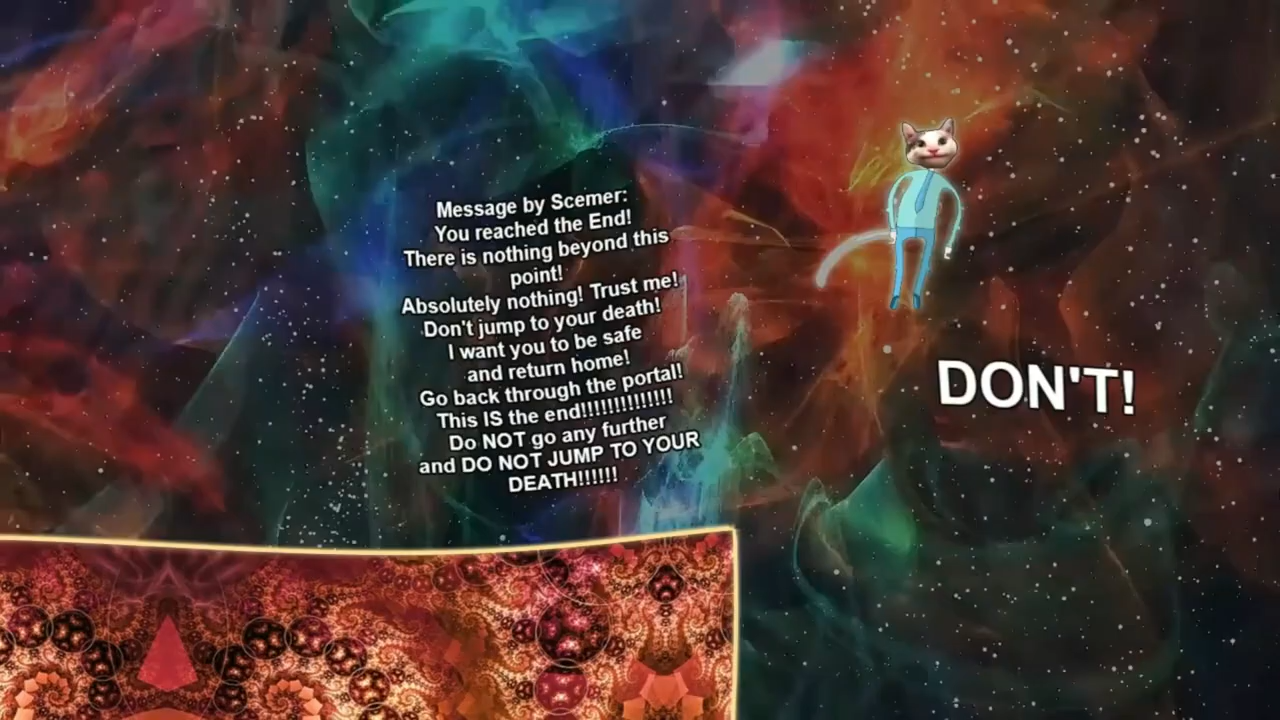 Message by Scemer:
You reached the End!
There is nothing beyond this
point!
Absolutely nothing! Trust me!
Don't jump to your death!
I want you to be safe
and return home!
Go back through the portal!
This IS the end!!!!!!!!!!!!!!
Do NOT go any further
and DO NOT JUMP TO YOUR
DEATH!!!!!!
DON'T!